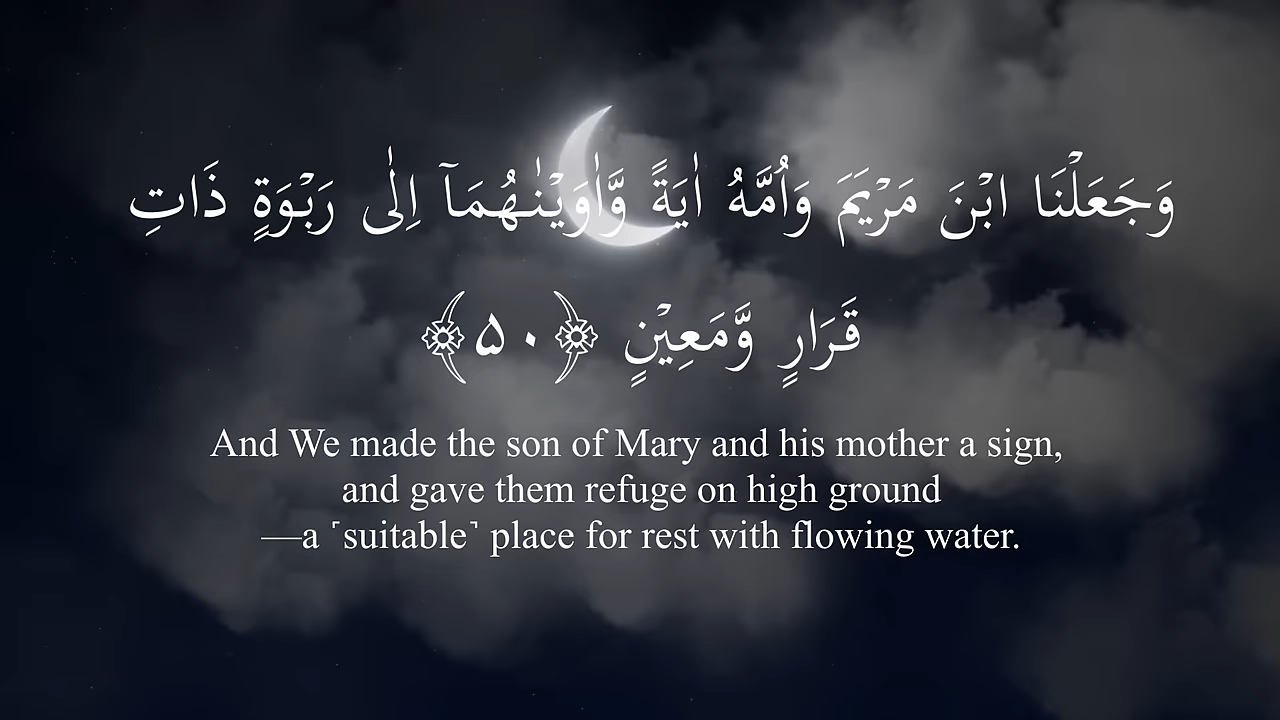 وَجَعَلْنَا ابْنَ مَرْيَمَ وَاُمَّهٗۤ اٰيَةً وَّاٰوَيْنٰهُمَاۤ اِلٰى رَبْوَةٍ ذَاتِ
قَرَارٍ وَّمَعِيْنٍ ﴿۵۰﴾
And We made the son of Mary and his mother a sign,
and gave them refuge on high ground
—a ˹suitable˺ place for rest with flowing water.